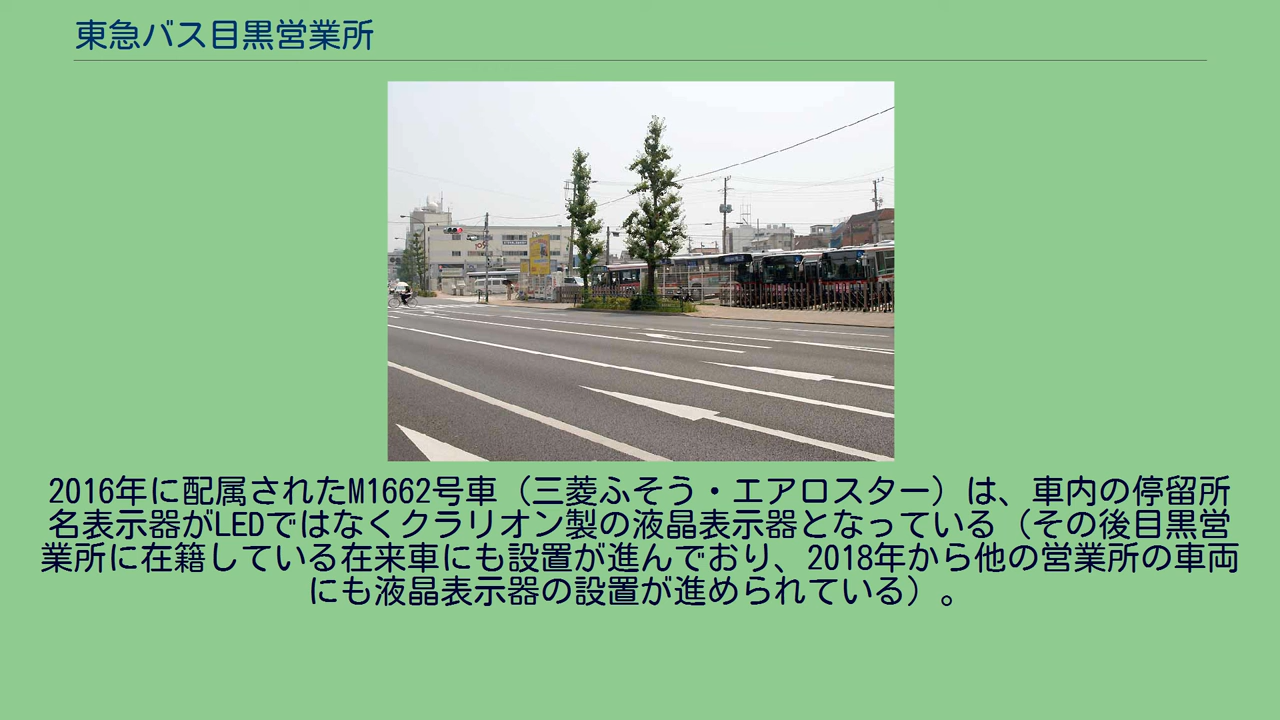 東急バス目黒営業所
2016年に配属されたM1662号車（三菱ふそう・エアロスター）は、車内の停留所
名表示器がLEDではなくクラリオン製の液晶表示器となっている（その後目黒営
業所に在籍している在来車にも設置が進んでおり、2018年から他の営業所の車両
にも液晶表示器の設置が進められている）。